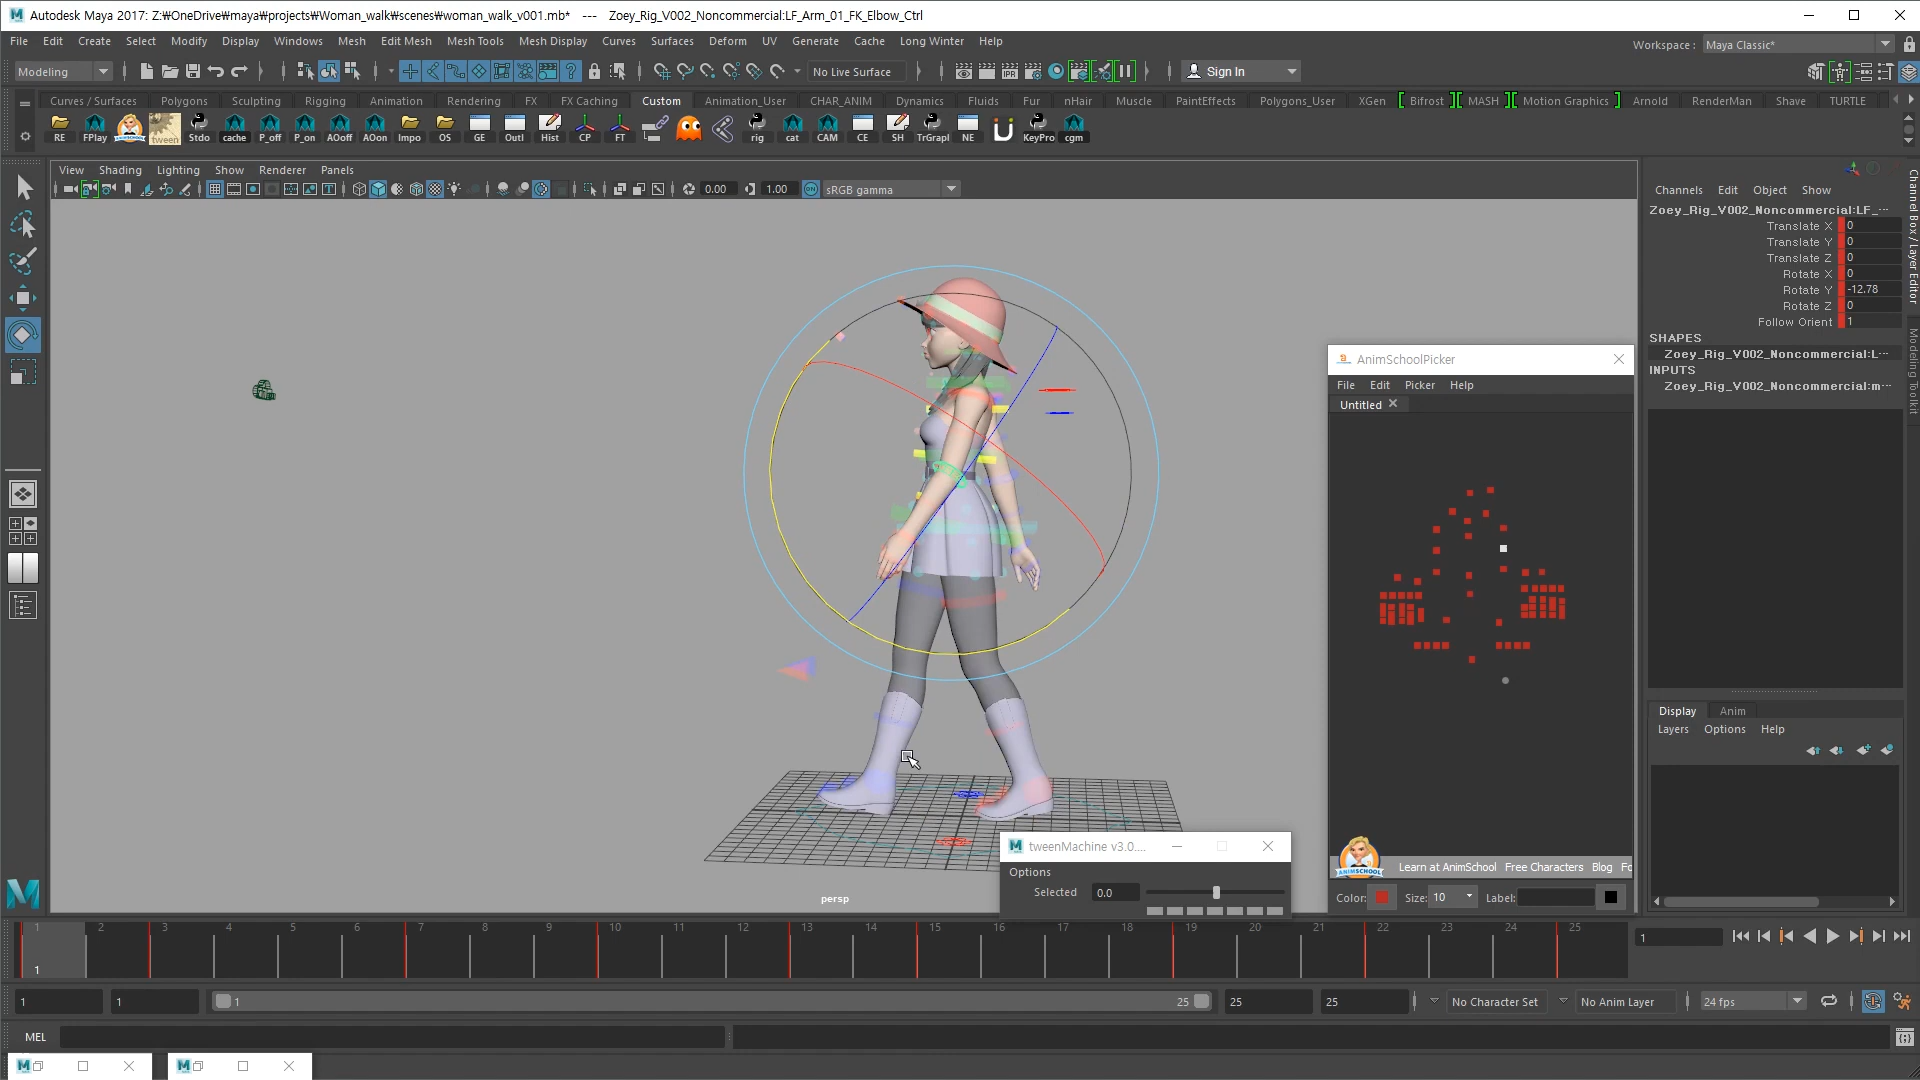 Autodesk Maya 2017: Z:₩OneDrive₩maya₩projects₩Woman_walk₩scenes₩woman_walk_v001.mb*   ---   Zoey_Rig_V002_Noncommercial:LF_Arm_01_FK_Elbow_Ctrl
File Edit Create Select Modify Display Windows Mesh Edit Mesh Mesh Tools Mesh Display Curves Surfaces Deform UV Generate Cache Long Winter Help
Workspace : Maya Classic*
Modeling
No Live Surface
Sign In
Curves / Surfaces Polygons Sculpting Rigging Animation Rendering FX FX Caching Custom Animation_User CHAR_ANIM Dynamics Fluids Fur nHair Muscle PaintEffects Polygons_User XGen Bifrost MASH Motion Graphics Arnold RenderMan Shave TURTLE
RE FPlay tween Stdo cache P_off P_on AOoff AOon Impo OS GE Outl Hist CP FT rig cat CAM CE SH TrGrapl NE KeyPro cgm
View Shading Lighting Show Renderer Panels
0.00 1.00 sRGB gamma
persp
Channels Edit Object Show
Zoey_Rig_V002_Noncommercial:LF_...
Translate X 0
Translate Y 0
Translate Z 0
Rotate X 0
Rotate Y -12.78
Rotate Z 0
Follow Orient 1
SHAPES
Zoey_Rig_V002_Noncommercial:L...
INPUTS
Zoey_Rig_V002_Noncommercial:m...
Channel Box / Layer Editor
Modeling Toolkit
AnimSchoolPicker
File Edit Picker Help
Untitled
ANIMSCHOOL
Learn at AnimSchool Free Characters Blog Fo
Color: Size: 10 Label:
Display Anim
Layers Options Help
tweenMachine v3.0....
Options
Selected 0.0
1 2 3 4 5 6 7 8 9 10 11 12 13 14 15 16 17 18 19 20 21 22 23 24 25
1
1
1 1 1 25 25 25 No Character Set No Anim Layer 24 fps
MEL